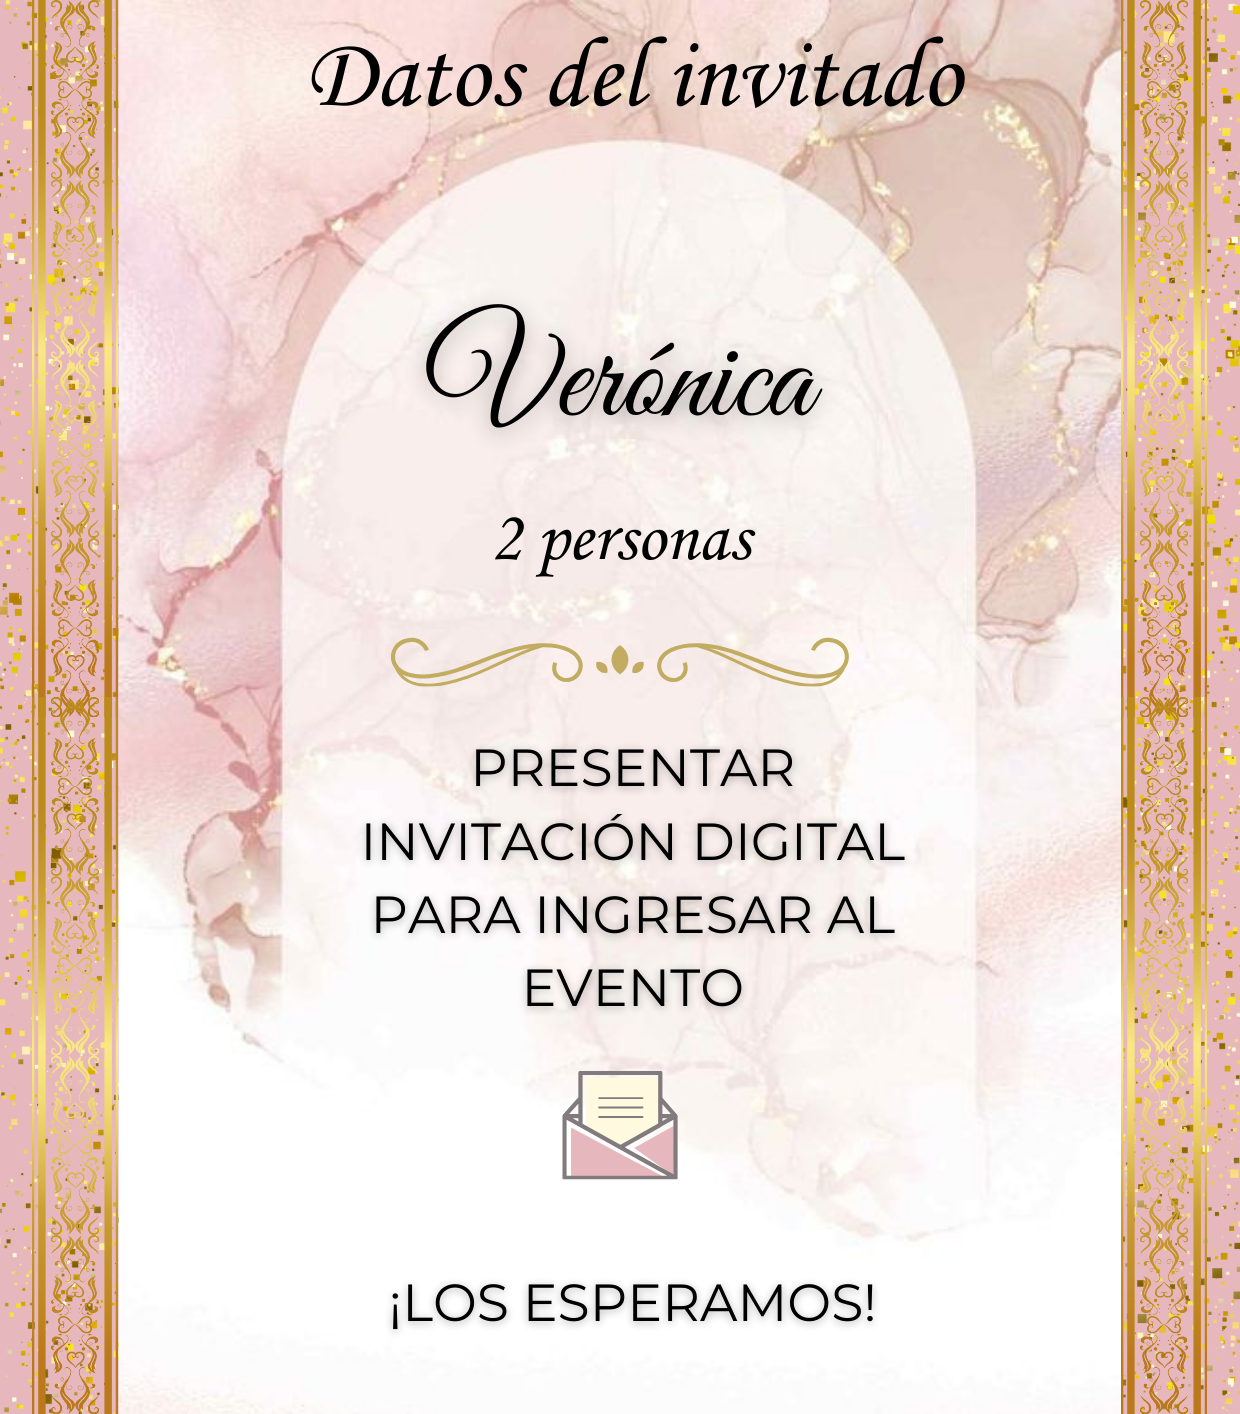 Datos del invitado
Verónica
2 personas
PRESENTAR
INVITACIÓN DIGITAL
PARA INGRESAR AL
EVENTO
¡LOS ESPERAMOS!